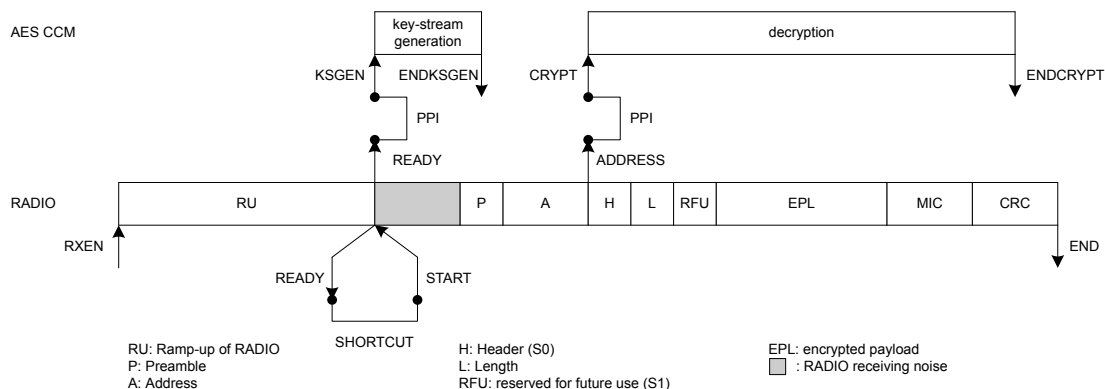 AES CCM
key-stream
generation
decryption
KSGEN
ENDKSGEN
CRYPT
ENDCRYPT
PPI
PPI
READY
ADDRESS
RADIO
RU
P
A
H
L
RFU
EPL
MIC
CRC
RXEN
END
READY
START
SHORTCUT
RU: Ramp-up of RADIO
P: Preamble
A: Address
H: Header (S0)
L: Length
RFU: reserved for future use (S1)
EPL: encrypted payload
: RADIO receiving noise